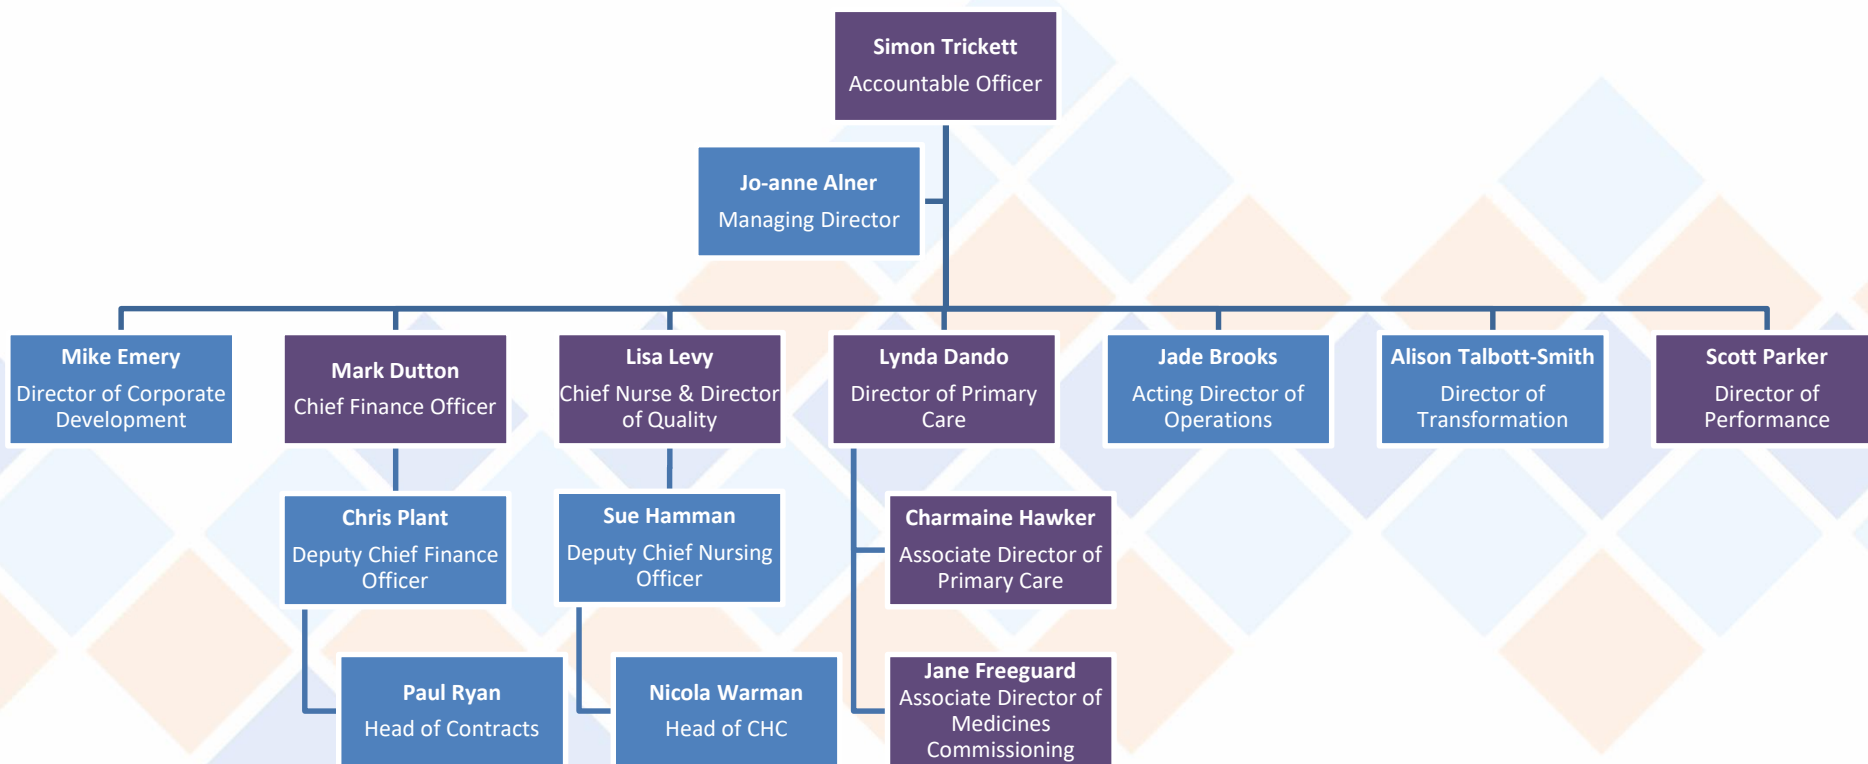 Simon Trickett
Accountable Officer
Jo-anne Alner
Managing Director
Mike Emery
Director of Corporate
Development
Mark Dutton
Chief Finance Officer
Lisa Levy
Chief Nurse & Director
of Quality
Lynda Dando
Director of Primary
Care
Jade Brooks
Acting Director of
Operations
Alison Talbott-Smith
Director of
Transformation
Scott Parker
Director of
Performance
Chris Plant
Deputy Chief Finance
Officer
Sue Hamman
Deputy Chief Nursing
Officer
Charmaine Hawker
Associate Director of
Primary Care
Paul Ryan
Head of Contracts
Nicola Warman
Head of CHC
Jane Freeguard
Associate Director of
Medicines
Commissioning